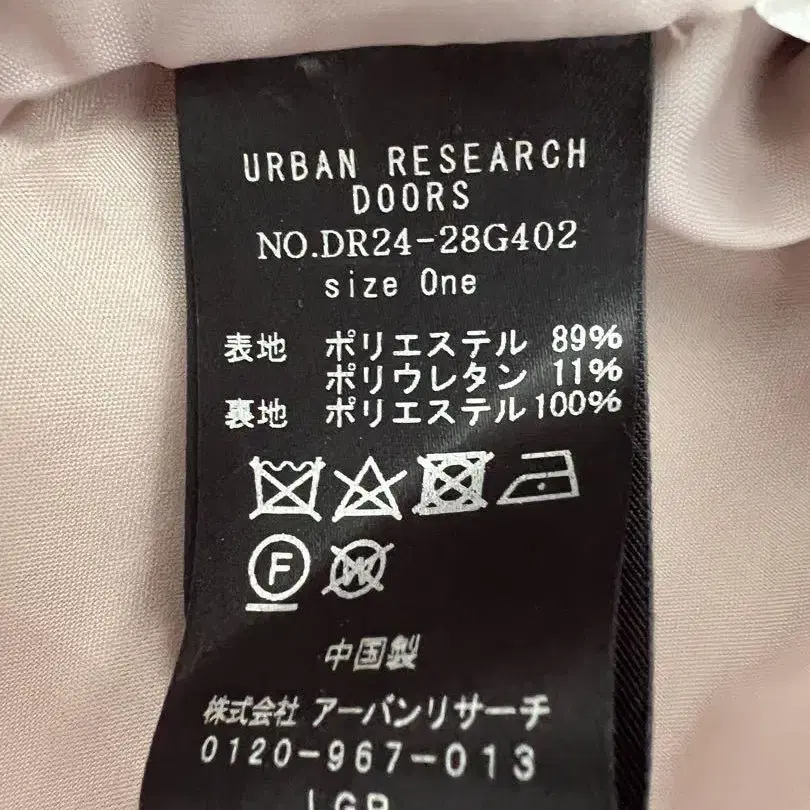 URBAN RESEARCH
DOORS
NO.DR24-28G402
size One
表地 ポリエステル 89%
ポリウレタン 11%
裏地 ポリエステル 100%
F
W
中国製
株式会社 アーバンリサーチ
0120-967-013